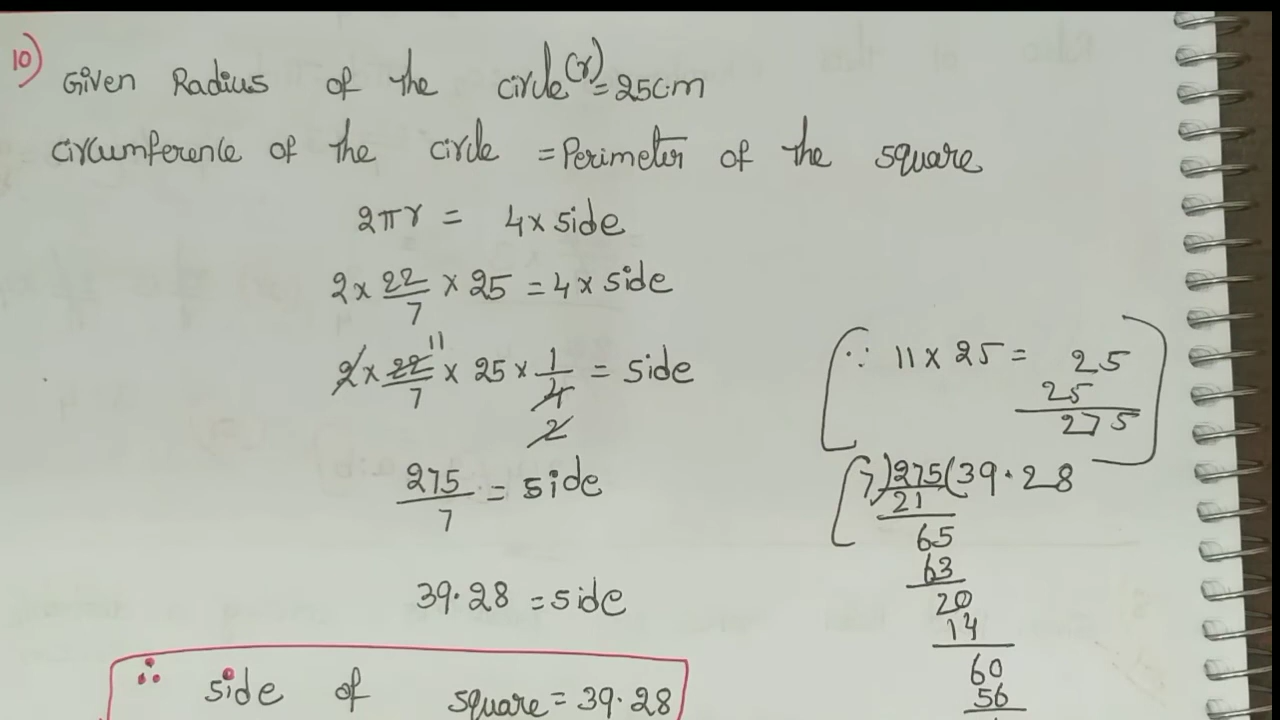 10)
Given Radius of the circle(r)=25cm
circumference of the circle = Perimeter of the square
2πr = 4× side
2× 22/7 × 25 = 4× side
2× 22/7 11 × 25 × 1/4 2 = side
275/7 = side
39.28 = side
∴ side of square = 39.28
∵ 11 × 25 = 25
25
275
7)275(39.28
21
65
63
20
14
60
56